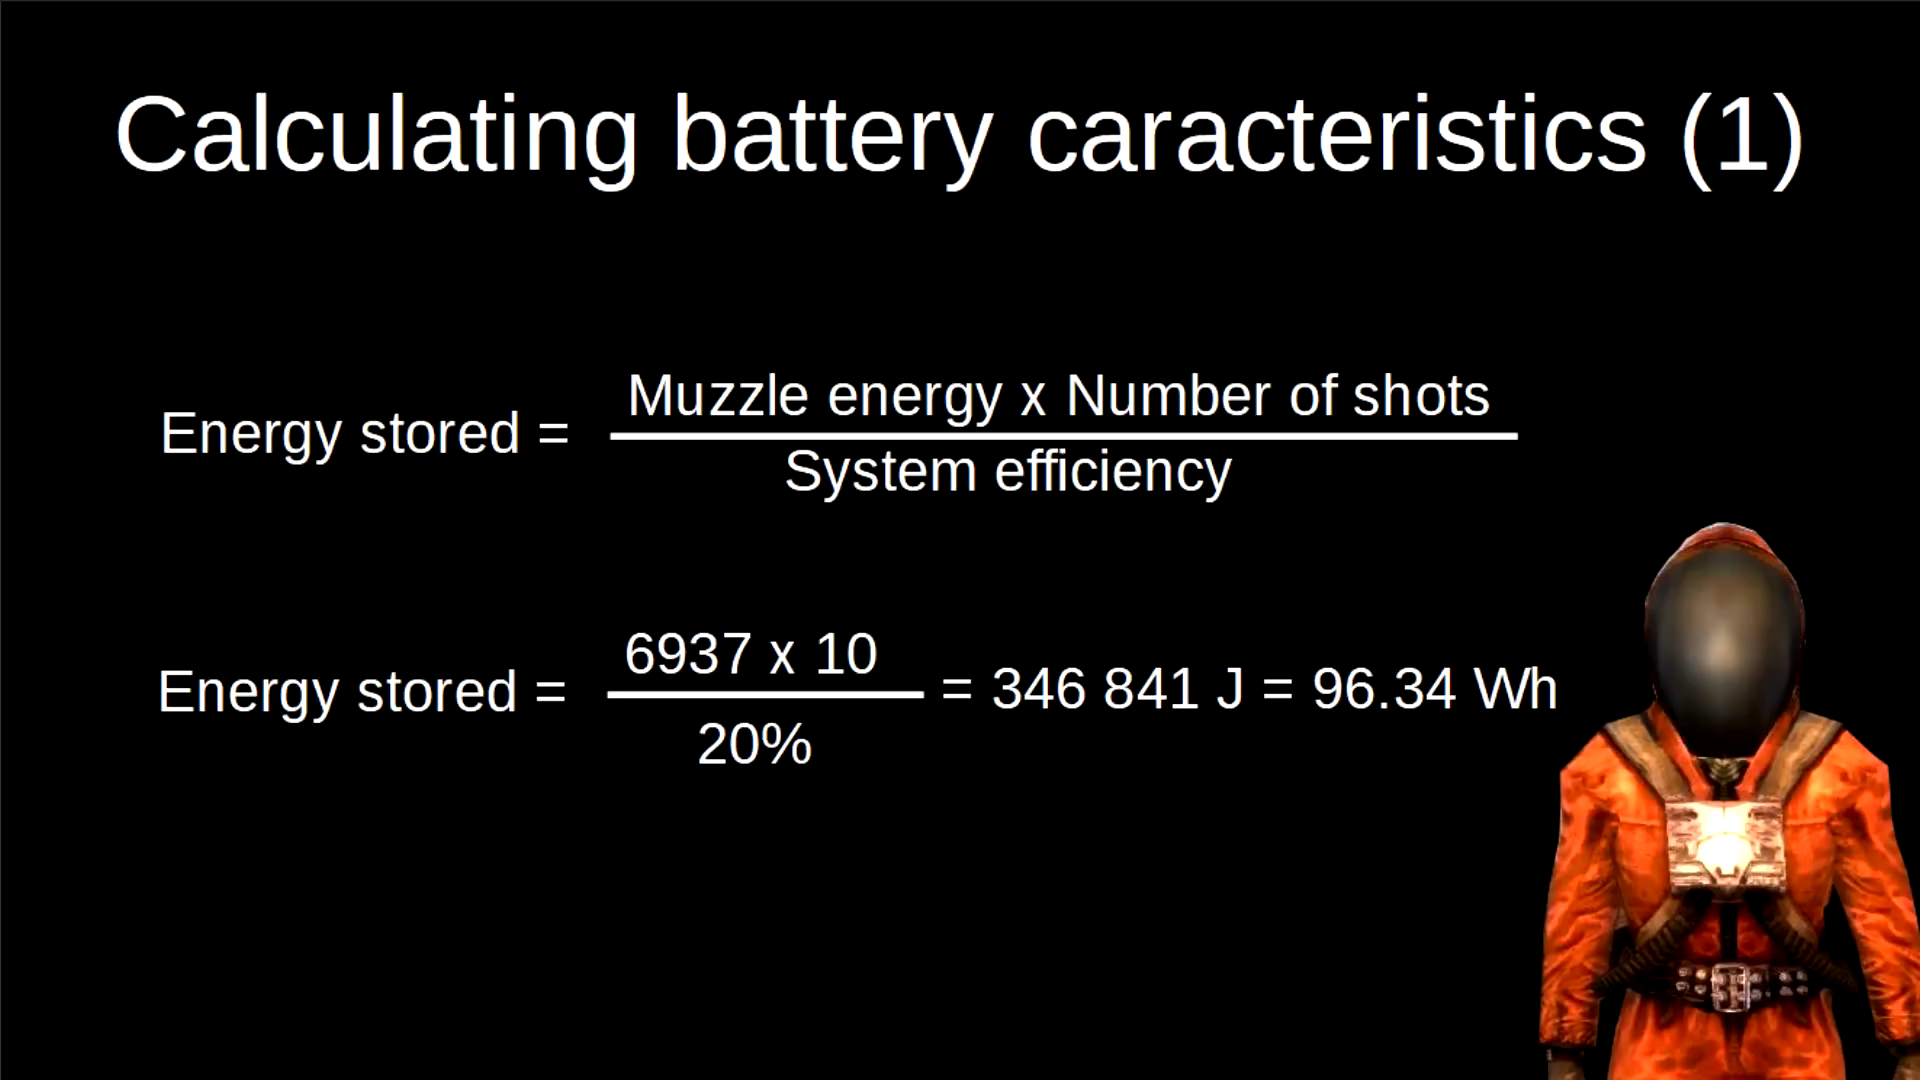 Calculating battery caracteristics (1)
Energy stored = Muzzle energy x Number of shots
System efficiency
Energy stored = 6937 x 10 = 346 841 J = 96.34 Wh
20%